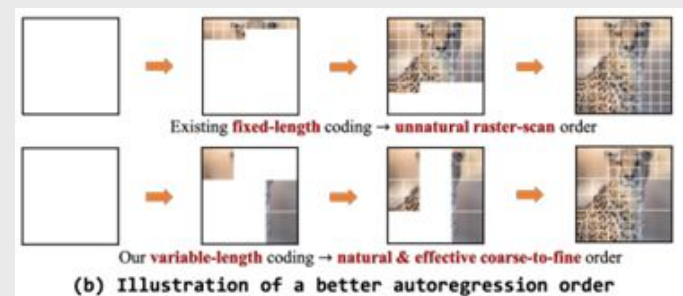 Existing fixed-length coding → unnatural raster-scan order
Our variable-length coding → natural & effective coarse-to-fine order
(b) Illustration of a better autoregression order